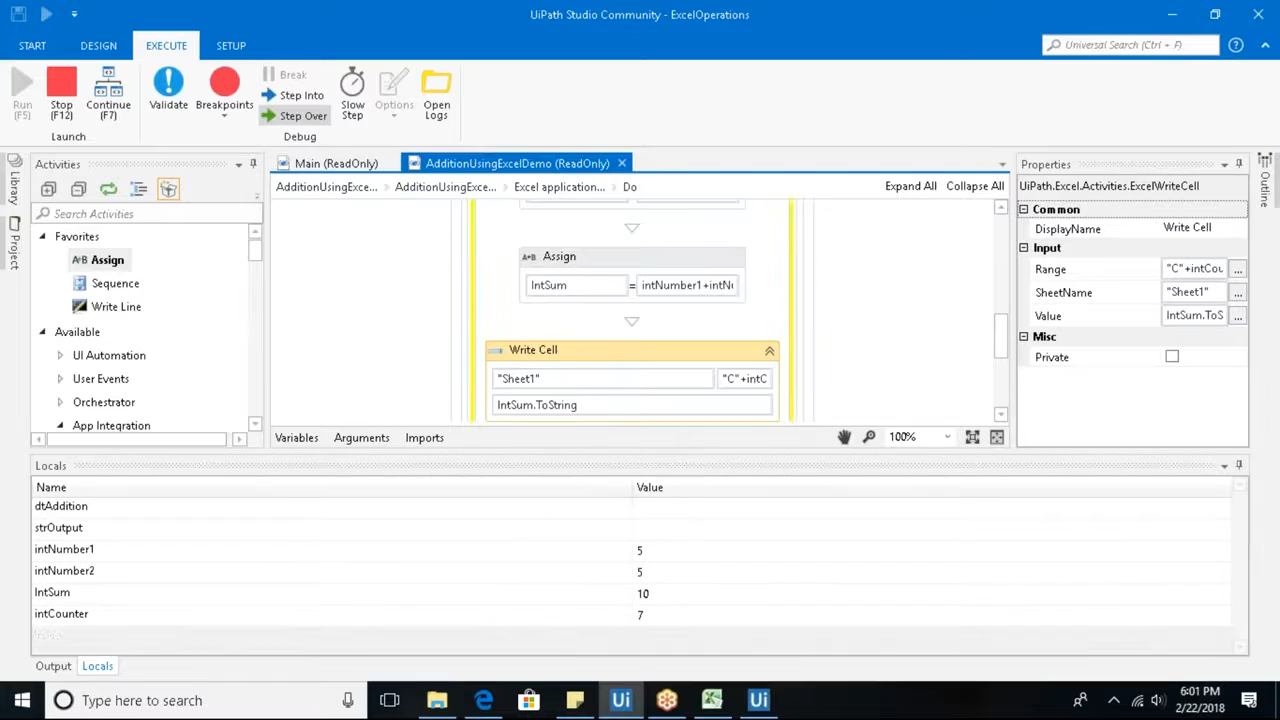 UiPath Studio Community - ExcelOperations
START DESIGN EXECUTE SETUP
Universal Search (Ctrl + F)
Run (F5)
Stop (F12)
Continue (F7)
Launch
Validate
Breakpoints
Break
Step Into
Step Over
Slow Step
Options
Open Logs
Debug
Library
Project
Activities
Search Activities
Favorites
A+B Assign
Sequence
Write Line
Available
UI Automation
User Events
Orchestrator
App Integration
Main (ReadOnly)
AdditionUsingExcelDemo (ReadOnly)
AdditionUsingExce... AdditionUsingExce... Excel application... Do
Expand All Collapse All
A+B Assign
IntSum = intNumber1+intNu
Write Cell
"Sheet1" "C"+intC
IntSum.ToString
Variables Arguments Imports
100%
Properties
UiPath.Excel.Activities.ExcelWriteCell
Common
DisplayName Write Cell
Input
Range "C"+intCou ...
SheetName "Sheet1" ...
Value IntSum.ToS ...
Misc
Private
Outline
Locals
Name Value
dtAddition
strOutput
intNumber1 5
intNumber2 5
IntSum 10
intCounter 7
Output Locals
Type here to search
Ui
Ui
6:01 PM
2/22/2018